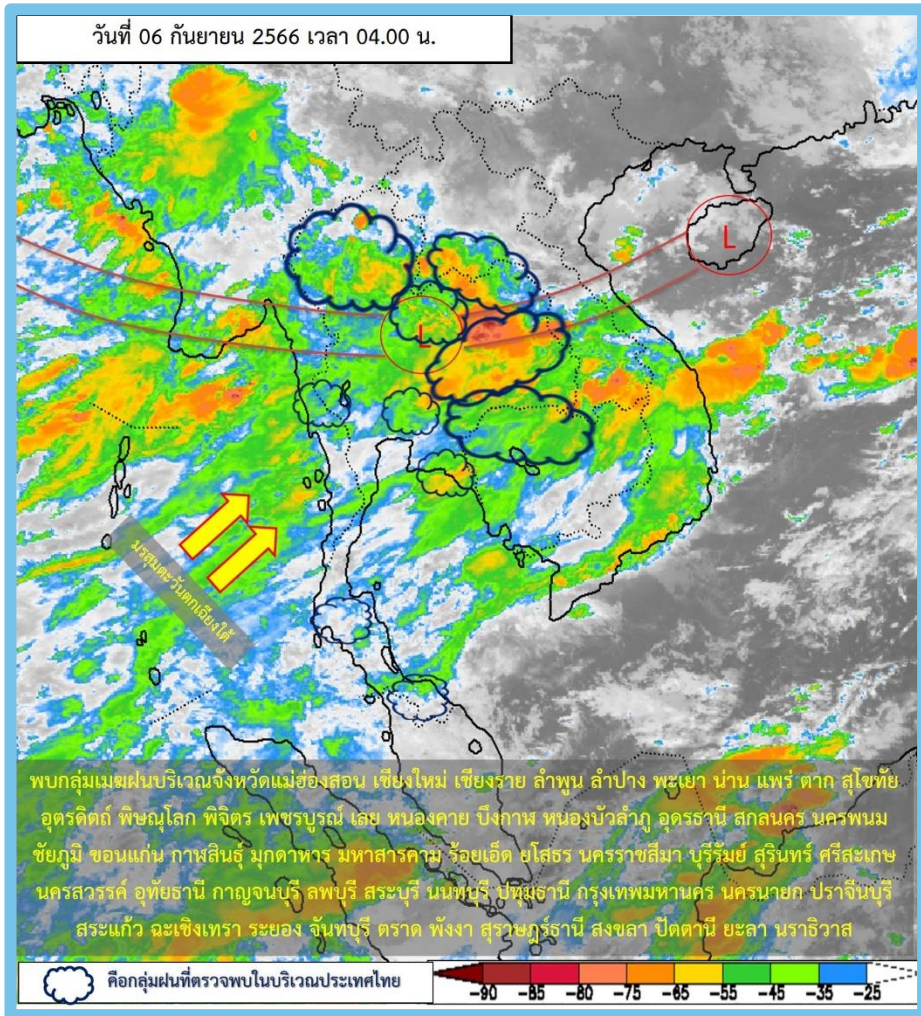 วันที่ 06 กันยายน 2566 เวลา 04.00 น.
L
L
มรสุมตะวันตกเฉียงใต้
พบกลุ่มเมฆฝนบริเวณจังหวัดแม่ฮ่องสอน เชียงใหม่ เชียงราย ลำพูน ลำปาง พะเยา น่าน แพร่ ตาก สุโขทัย
อุตรดิตถ์ พิษณุโลก พิจิตร เพชรบูรณ์ เลย หนองคาย บึงกาฬ หนองบัวลำภู อุดรธานี สกลนคร นครพนม
ชัยภูมิ ขอนแก่น กาฬสินธุ์ มุกดาหาร มหาสารคาม ร้อยเอ็ด ยโสธร นครราชสีมา บุรีรัมย์ สุรินทร์ ศรีสะเกษ
นครสวรรค์ อุทัยธานี กาญจนบุรี ลพบุรี สระบุรี นนทบุรี ปทุมธานี กรุงเทพมหานคร นครนายก ปราจีนบุรี
สระแก้ว ฉะเชิงเทรา ระยอง จันทบุรี ตราด พังงา สุราษฎร์ธานี สงขลา ปัตตานี ยะลา นราธิวาส
คือกลุ่มฝนที่ตรวจพบในบริเวณประเทศไทย
-90 -85 -80 -75 -65 -55 -45 -35 -25